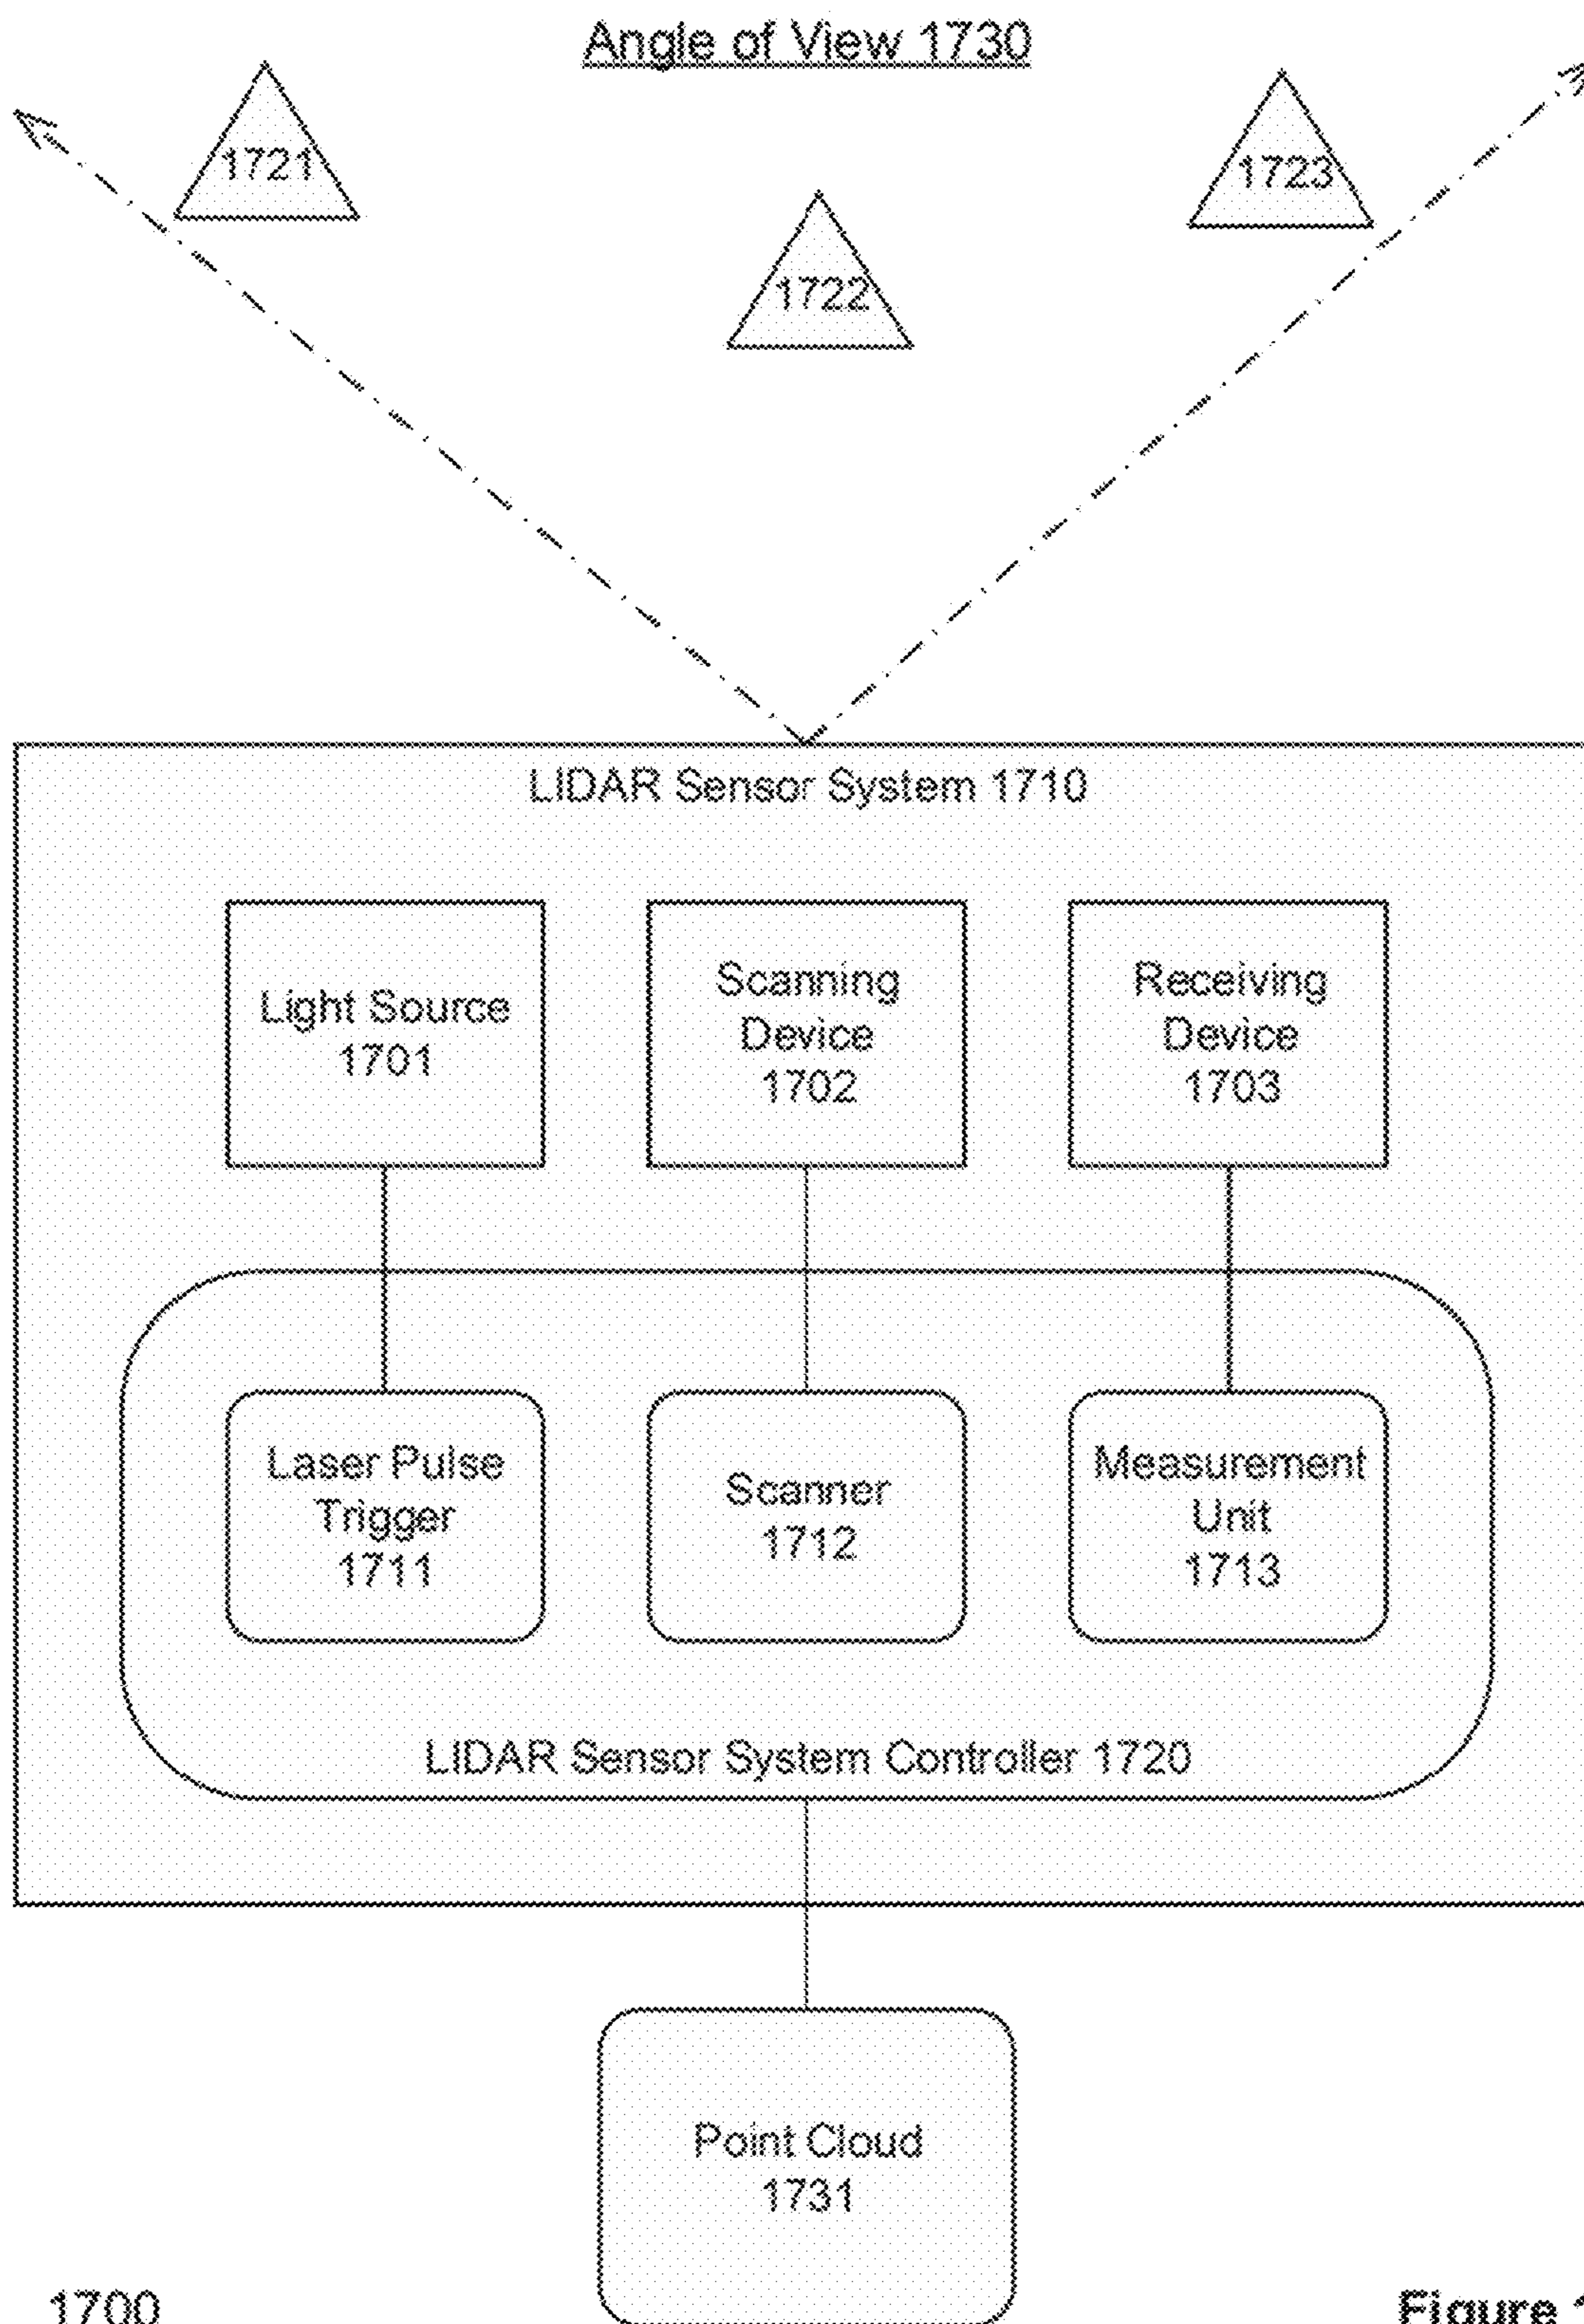 Angle of View 1730
1721
1723
1722
LIDAR Sensor System 1710
Light Source
1701
Scanning
Device
1702
Receiving
Device
1703
Laser Pulse
Trigger
1711
Scanner
1712
Measurement
Unit
1713
LIDAR Sensor System Controller 1720
Point Cloud
1731
1700
Figure